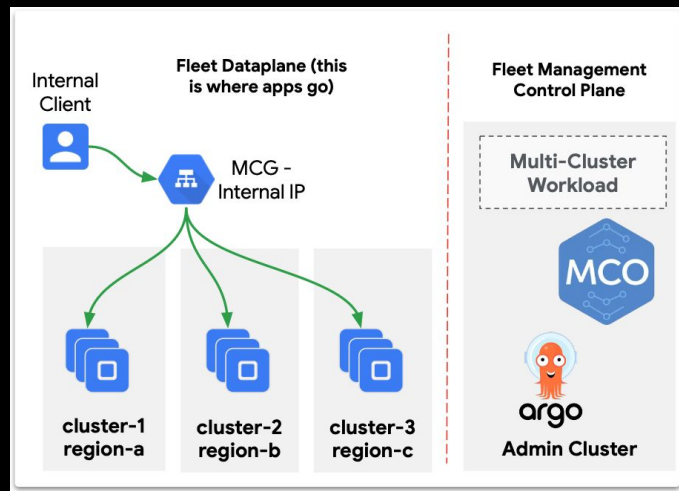 Fleet Dataplane (this
is where apps go)
Internal
Client
MCG -
Internal IP
cluster-1
region-a
cluster-2
region-b
cluster-3
region-c
Fleet Management
Control Plane
Multi-Cluster
Workload
MCO
argo
Admin Cluster